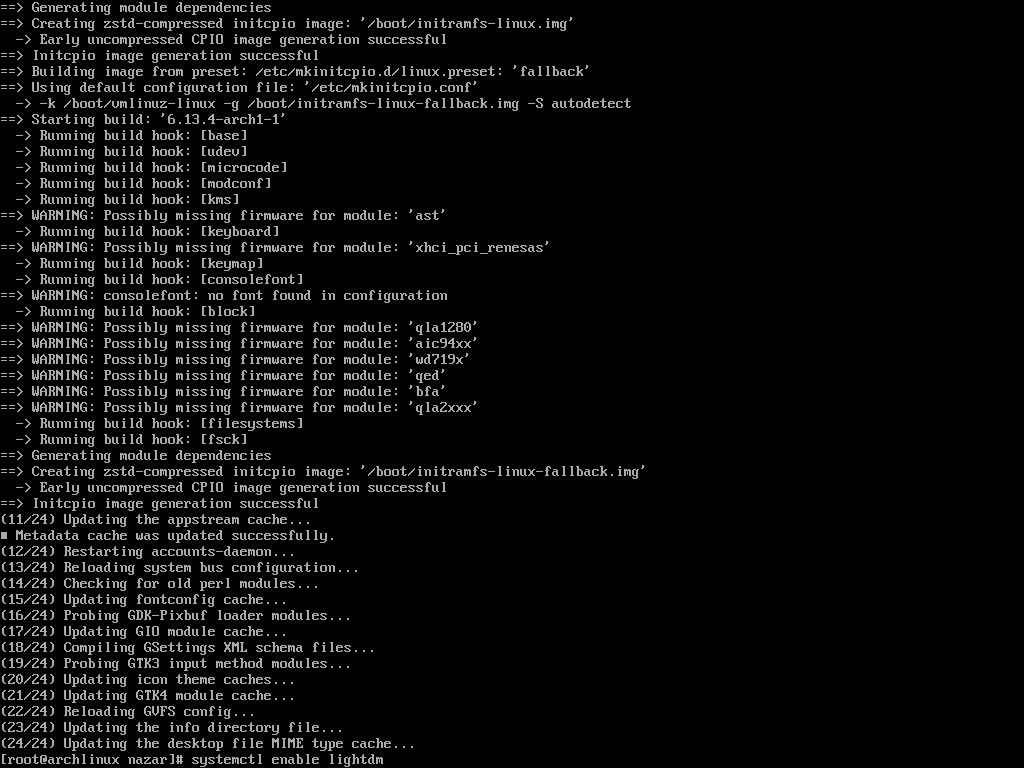 ==> Generating module dependencies
==> Creating zstd-compressed initcpio image: '/boot/initramfs-linux.img'
  -> Early uncompressed CPIO image generation successful
==> Initcpio image generation successful
==> Building image from preset: /etc/mkinitcpio.d/linux.preset: 'fallback'
==> Using default configuration file: '/etc/mkinitcpio.conf'
  -> -k /boot/vmlinuz-linux -g /boot/initramfs-linux-fallback.img -S autodetect
==> Starting build: '6.13.4-arch1-1'
  -> Running build hook: [base]
  -> Running build hook: [udev]
  -> Running build hook: [microcode]
  -> Running build hook: [modconf]
  -> Running build hook: [kms]
==> WARNING: Possibly missing firmware for module: 'ast'
  -> Running build hook: [keyboard]
==> WARNING: Possibly missing firmware for module: 'xhci_pci_renesas'
  -> Running build hook: [keymap]
  -> Running build hook: [consolefont]
==> WARNING: consolefont: no font found in configuration
  -> Running build hook: [block]
==> WARNING: Possibly missing firmware for module: 'qla1280'
==> WARNING: Possibly missing firmware for module: 'aic94xx'
==> WARNING: Possibly missing firmware for module: 'wd719x'
==> WARNING: Possibly missing firmware for module: 'qed'
==> WARNING: Possibly missing firmware for module: 'bfa'
==> WARNING: Possibly missing firmware for module: 'qla2xxx'
  -> Running build hook: [filesystems]
  -> Running build hook: [fsck]
==> Generating module dependencies
==> Creating zstd-compressed initcpio image: '/boot/initramfs-linux-fallback.img'
  -> Early uncompressed CPIO image generation successful
==> Initcpio image generation successful
(11/24) Updating the appstream cache...
■ Metadata cache was updated successfully.
(12/24) Restarting accounts-daemon...
(13/24) Reloading system bus configuration...
(14/24) Checking for old perl modules...
(15/24) Updating fontconfig cache...
(16/24) Probing GDK-Pixbuf loader modules...
(17/24) Updating GIO module cache...
(18/24) Compiling GSettings XML schema files...
(19/24) Probing GTK3 input method modules...
(20/24) Updating icon theme caches...
(21/24) Updating GTK4 module cache...
(22/24) Reloading GVFS config...
(23/24) Updating the info directory file...
(24/24) Updating the desktop file MIME type cache...
[root@archlinux nazar]# systemctl enable lightdm